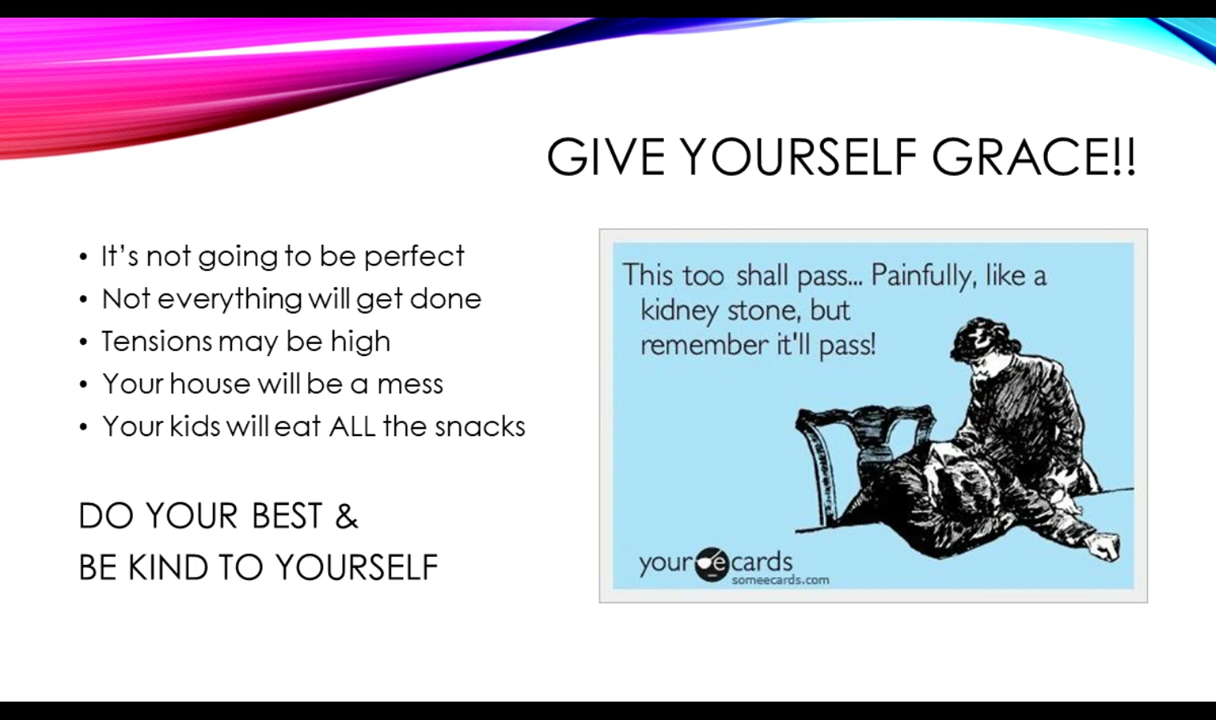 GIVE YOURSELF GRACE!!
• It's not going to be perfect
• Not everything will get done
• Tensions may be high
• Your house will be a mess
• Your kids will eat ALL the snacks
DO YOUR BEST &
BE KIND TO YOURSELF
This too shall pass... Painfully, like a
kidney stone, but
remember it'll pass!
your e cards
someecards.com